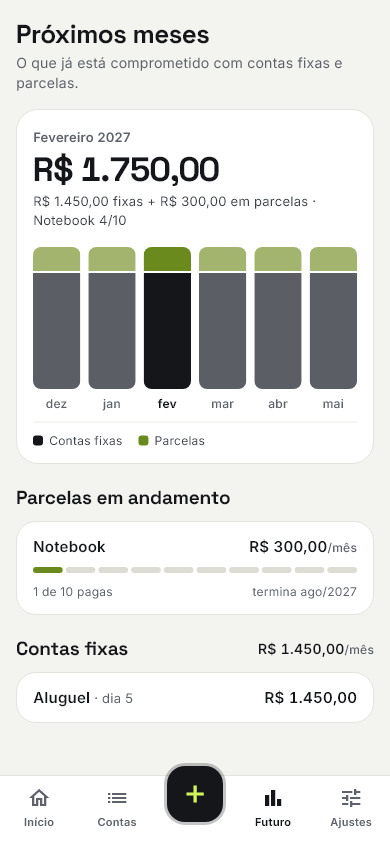 Próximos meses
O que já está comprometido com contas fixas e
parcelas.
Fevereiro 2027
R$ 1.750,00
R$ 1.450,00 fixas + R$ 300,00 em parcelas ·
Notebook 4/10
dez jan fev mar abr mai
Contas fixas Parcelas
Parcelas em andamento
Notebook R$ 300,00/mês
1 de 10 pagas termina ago/2027
Contas fixas R$ 1.450,00/mês
Aluguel · dia 5 R$ 1.450,00
+
Início Contas Futuro Ajustes